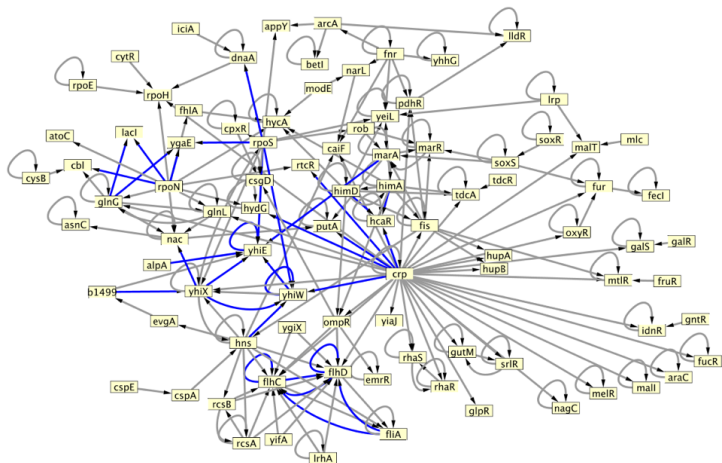 iciA
appY
arcA
lldR
cytR
dnaA
betI
fnr
yhhG
rpoE
rpoH
narL
modE
pdhR
lrp
fhlA
hycA
yeiL
lacI
cpxR
rob
atoC
ygaE
rpoS
caiF
marA
marR
soxR
malT
mlc
cbl
rtcR
soxS
cysB
rpoN
csgD
himD
himA
tdcR
fur
fecI
glnG
glnL
hydG
tdcA
asnC
putA
hcaR
fis
oxyR
nac
yhiE
galS
galR
alpA
crp
hupA
hupB
mtlR
fruR
b1499
yhiX
yhiW
evgA
ygiX
ompR
yiaJ
idnR
gntR
hns
rhaS
gutM
srlR
fucR
flhC
flhD
emrR
araC
cspE
cspA
rhaR
malI
melR
nagC
rcsB
glpR
rcsA
yifA
fliA
lrhA